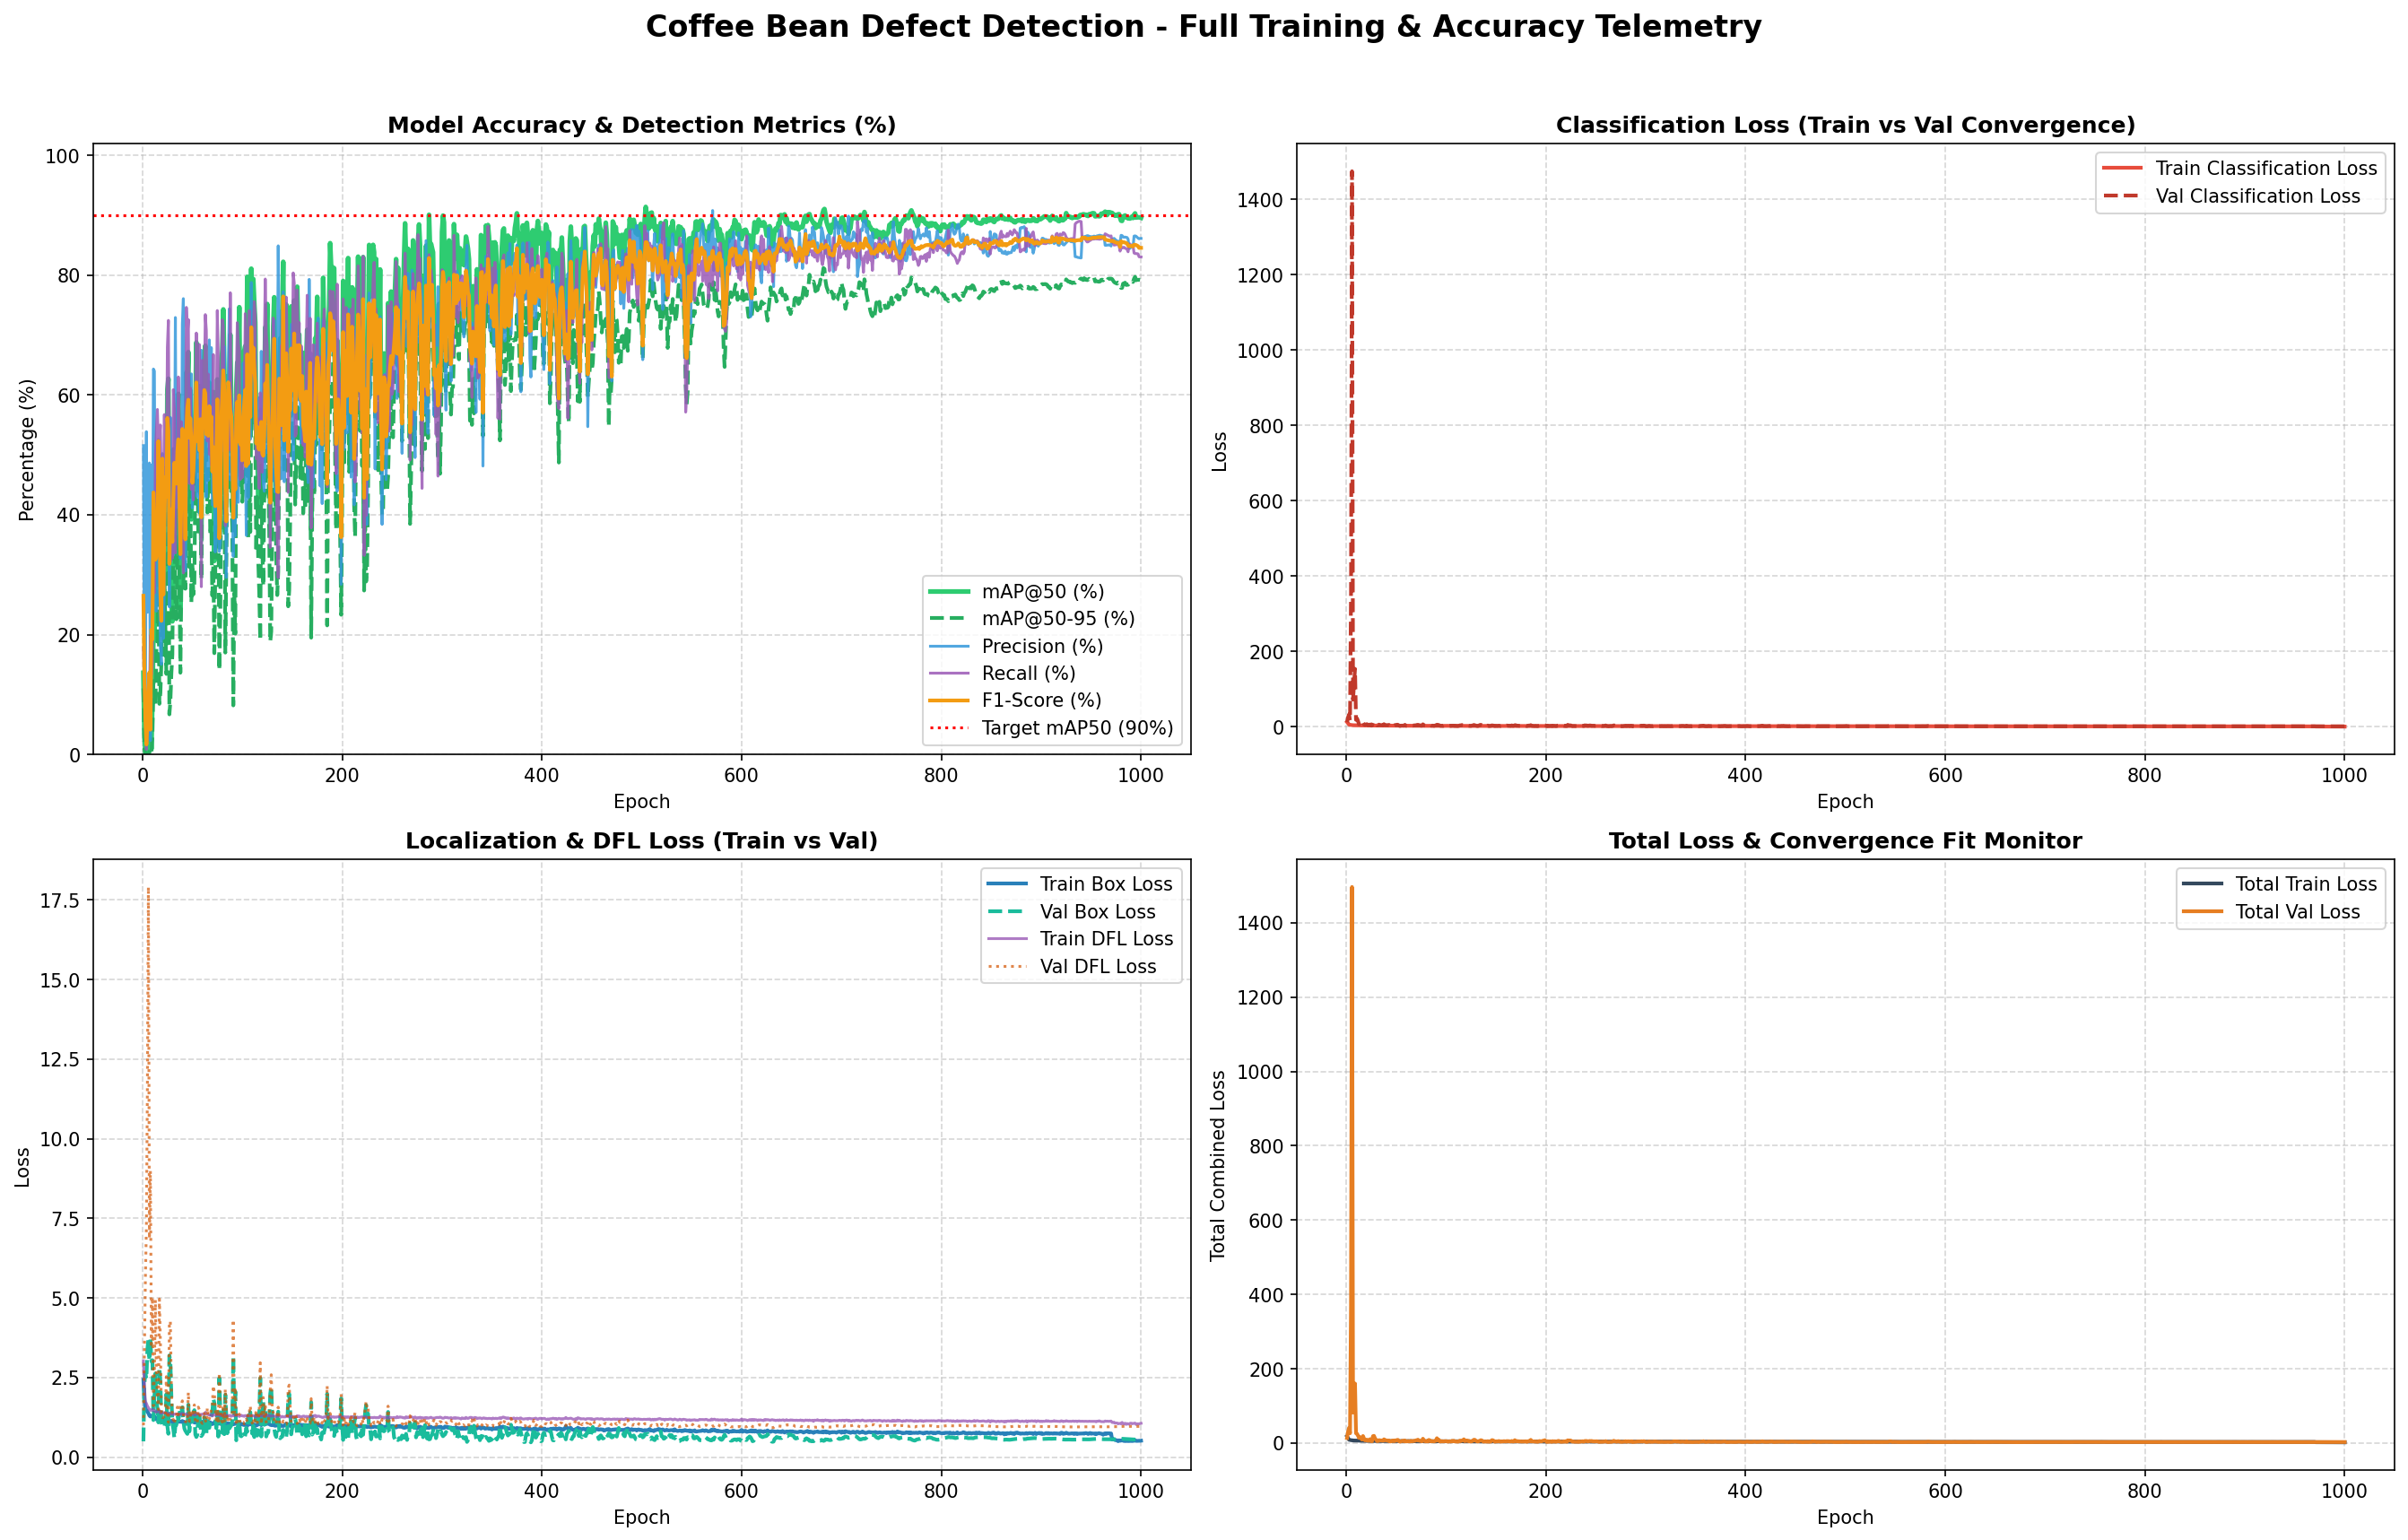 Coffee Bean Defect Detection - Full Training & Accuracy Telemetry
Model Accuracy & Detection Metrics (%)
100
80
60
40
20
0
Percentage (%)
0 200 400 600 800 1000
Epoch
mAP@50 (%)
mAP@50-95 (%)
Precision (%)
Recall (%)
F1-Score (%)
Target mAP50 (90%)
Classification Loss (Train vs Val Convergence)
1400
1200
1000
800
600
400
200
0
Loss
0 200 400 600 800 1000
Epoch
Train Classification Loss
Val Classification Loss
Localization & DFL Loss (Train vs Val)
17.5
15.0
12.5
10.0
7.5
5.0
2.5
0.0
Loss
0 200 400 600 800 1000
Epoch
Train Box Loss
Val Box Loss
Train DFL Loss
Val DFL Loss
Total Loss & Convergence Fit Monitor
1400
1200
1000
800
600
400
200
0
Total Combined Loss
0 200 400 600 800 1000
Epoch
Total Train Loss
Total Val Loss